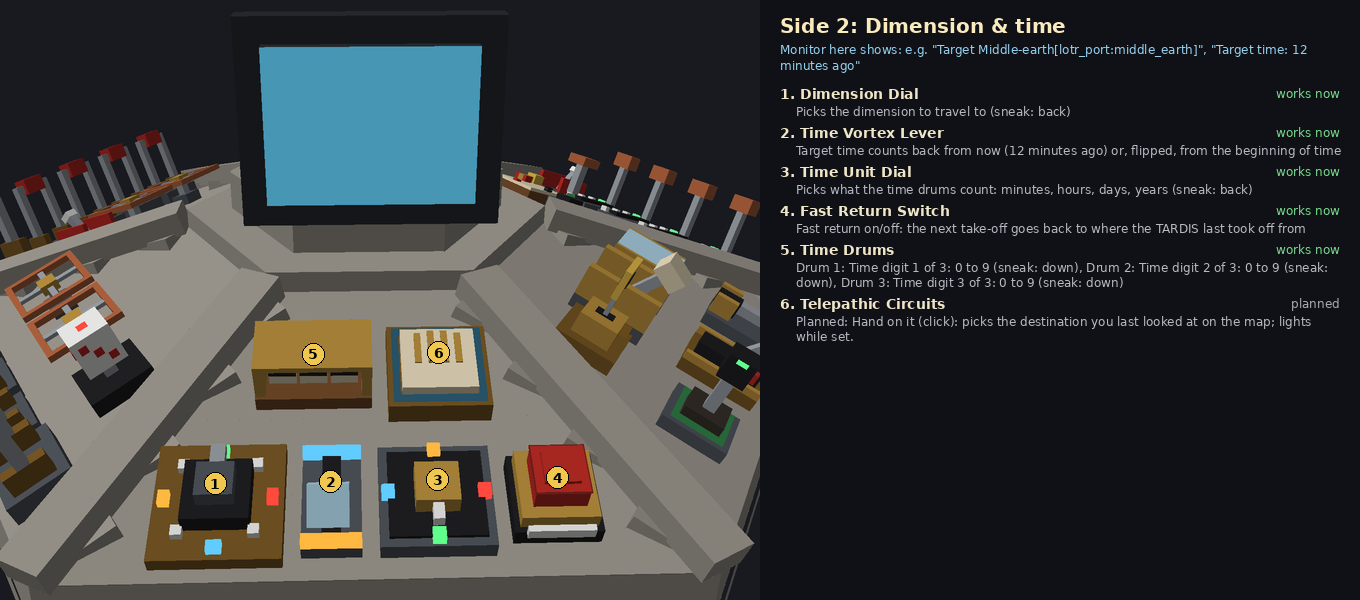 Side 2: Dimension & time
Monitor here shows: e.g. "Target Middle-earth[lotr_port:middle_earth]", "Target time: 12
minutes ago"
1. Dimension Dial works now
Picks the dimension to travel to (sneak: back)
2. Time Vortex Lever works now
Target time counts back from now (12 minutes ago) or, flipped, from the beginning of time
3. Time Unit Dial works now
Picks what the time drums count: minutes, hours, days, years (sneak: back)
4. Fast Return Switch works now
Fast return on/off: the next take-off goes back to where the TARDIS last took off from
5. Time Drums works now
Drum 1: Time digit 1 of 3: 0 to 9 (sneak: down), Drum 2: Time digit 2 of 3: 0 to 9 (sneak:
down), Drum 3: Time digit 3 of 3: 0 to 9 (sneak: down)
6. Telepathic Circuits planned
Planned: Hand on it (click): picks the destination you last looked at on the map; lights
while set.
5
6
1
2
3
4